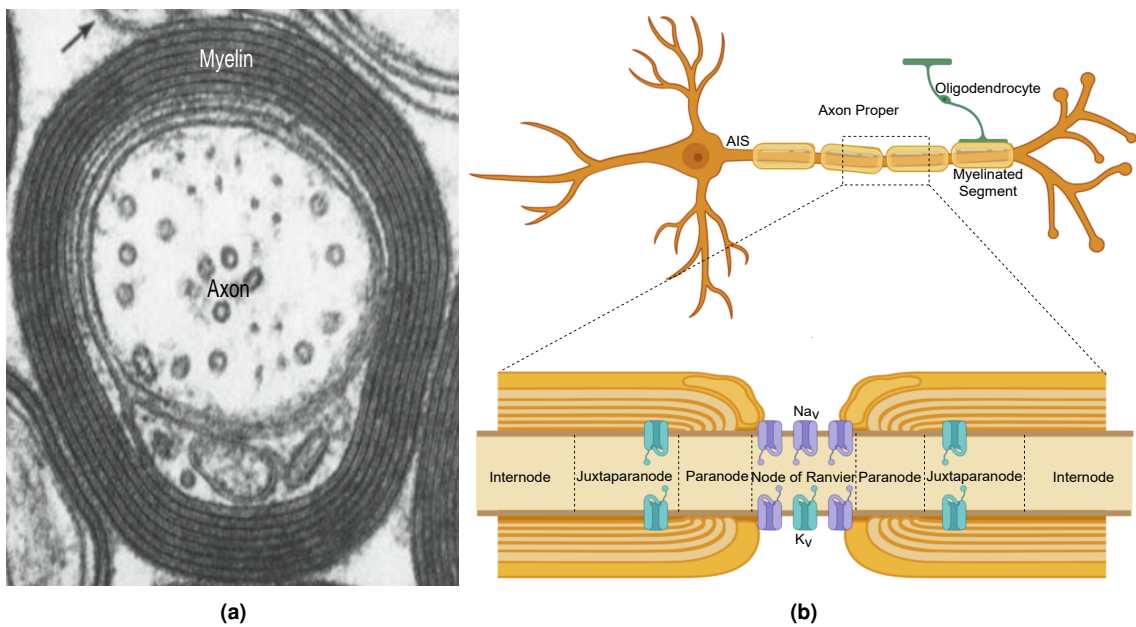 Myelin
Axon
(a)
Oligodendrocyte
Axon Proper
AIS
Myelinated
Segment
Nav
Internode
Juxtaparanode
Paranode
Node of Ranvier
Paranode
Juxtaparanode
Internode
Kv
(b)